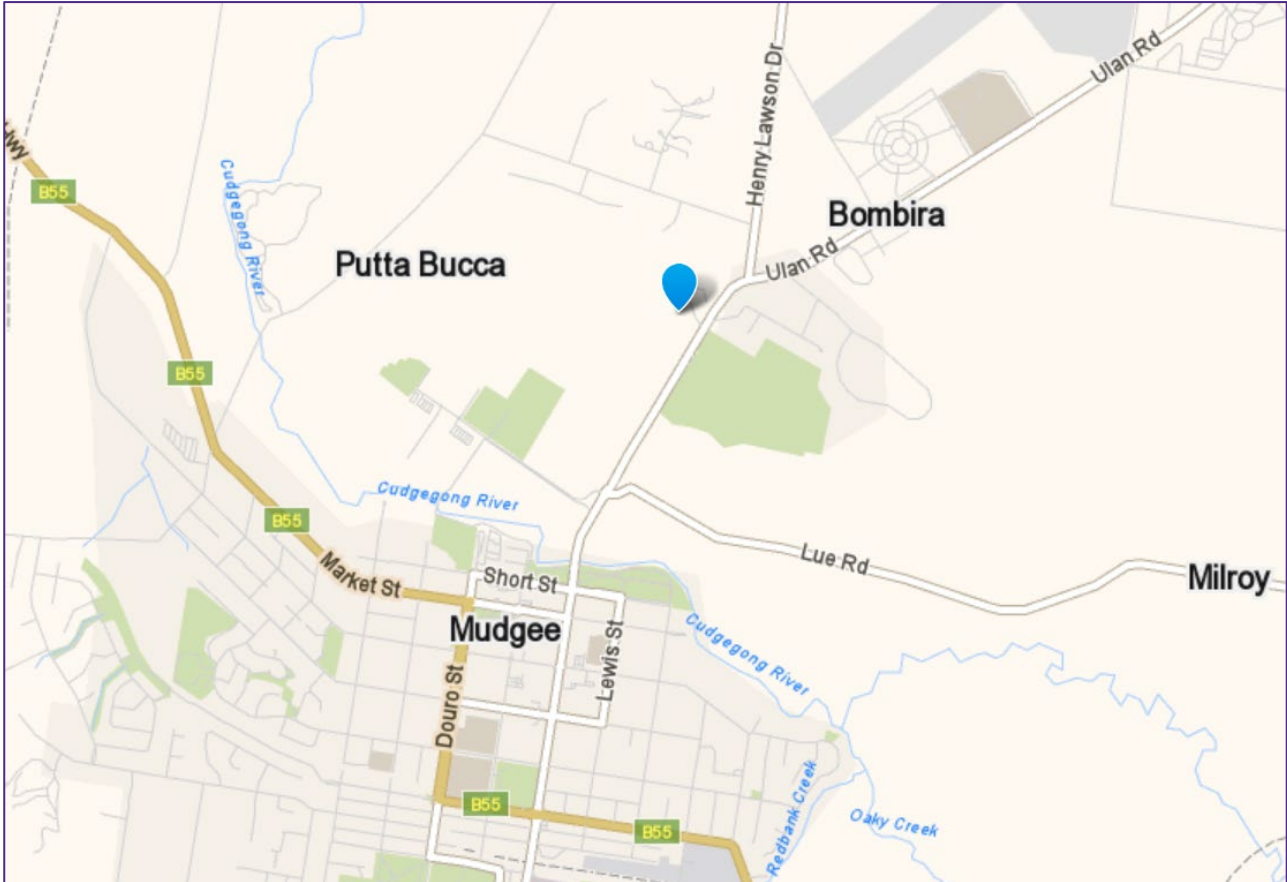 Ulan Rd
Henry Lawson Dr
Hwy
B55
Cudgegong River
Bombira
Putta Bucca
Ulan Rd
B55
Cudgegong River
B55
Lue Rd
Market St
Short St
Milroy
Mudgee
Lewis St
Cudgegong River
Douro St
B55
B55
Redbank Creek
Oaky Creek